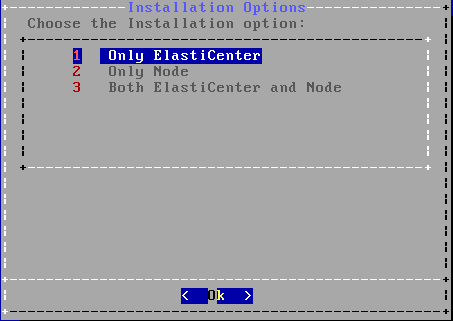 Installation Options
Choose the Installation option:
1 Only ElastiCenter
2 Only Node
3 Both ElastiCenter and Node
< Ok >